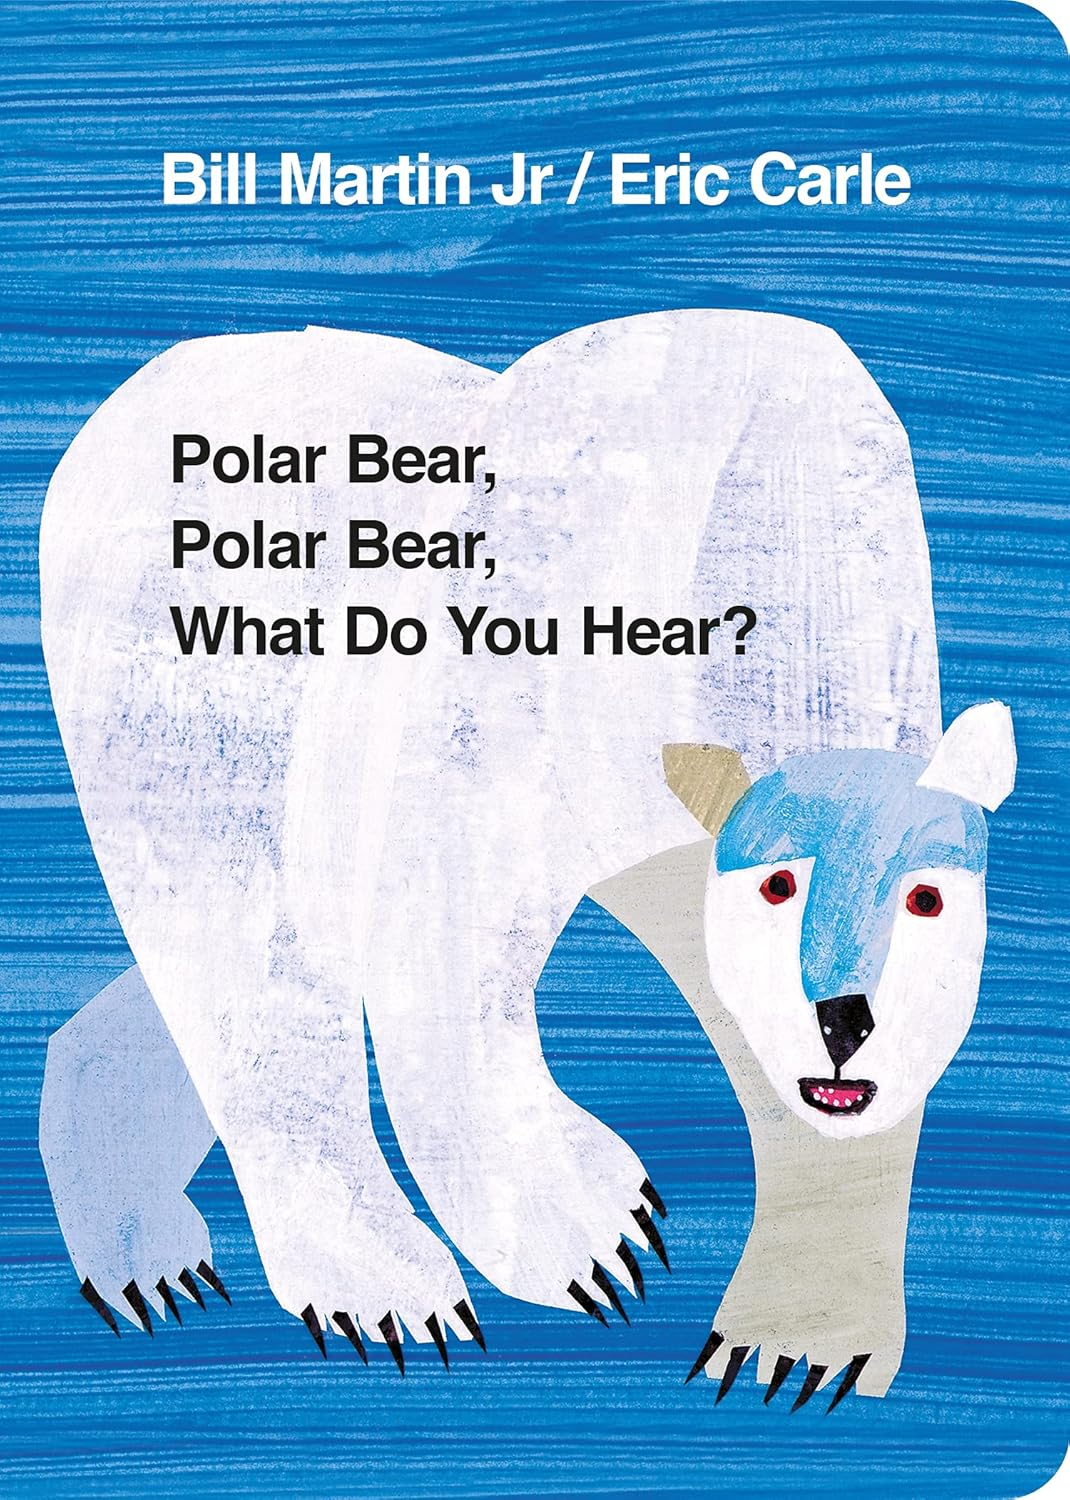 Bill Martin Jr / Eric Carle
Polar Bear,
Polar Bear,
What Do You Hear?